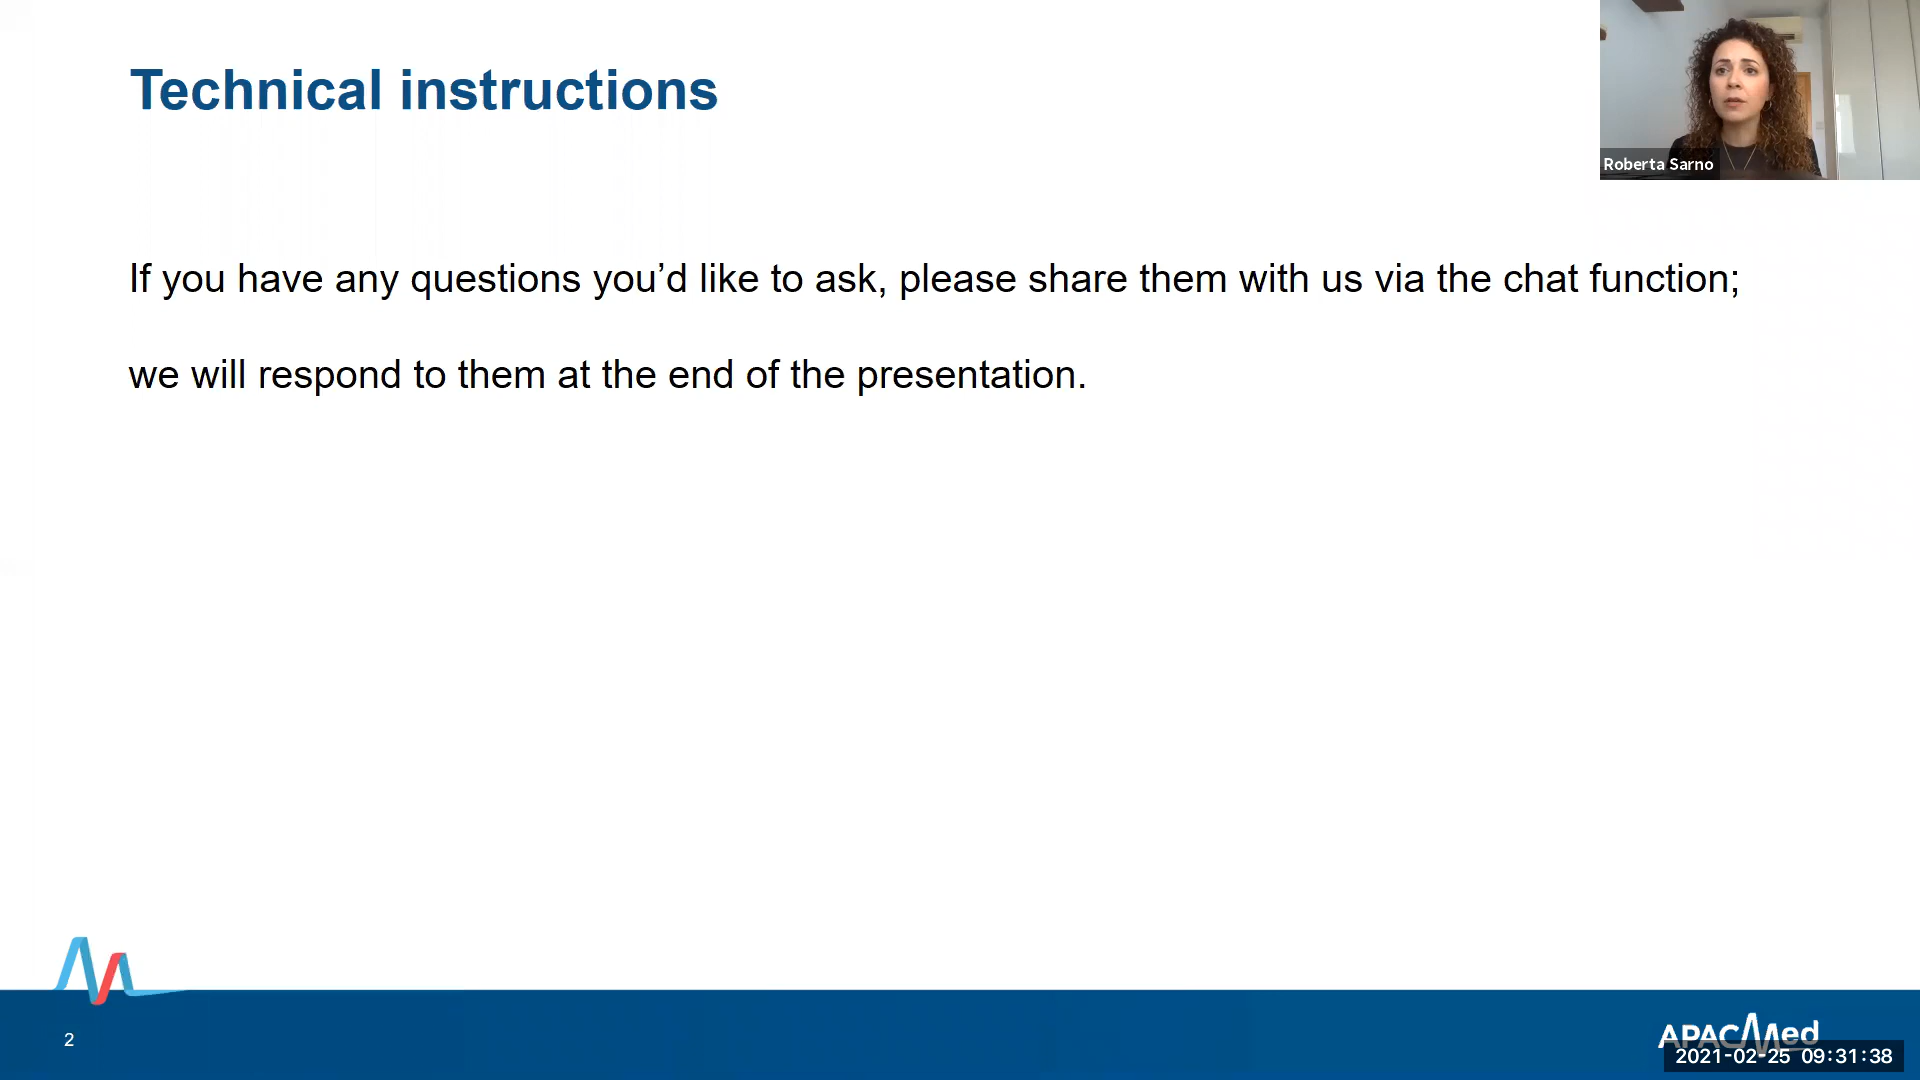 Technical instructions
Roberta Sarno
If you have any questions you’d like to ask, please share them with us via the chat function;
we will respond to them at the end of the presentation.
2
APACMed
2021-02-25 09:31:38